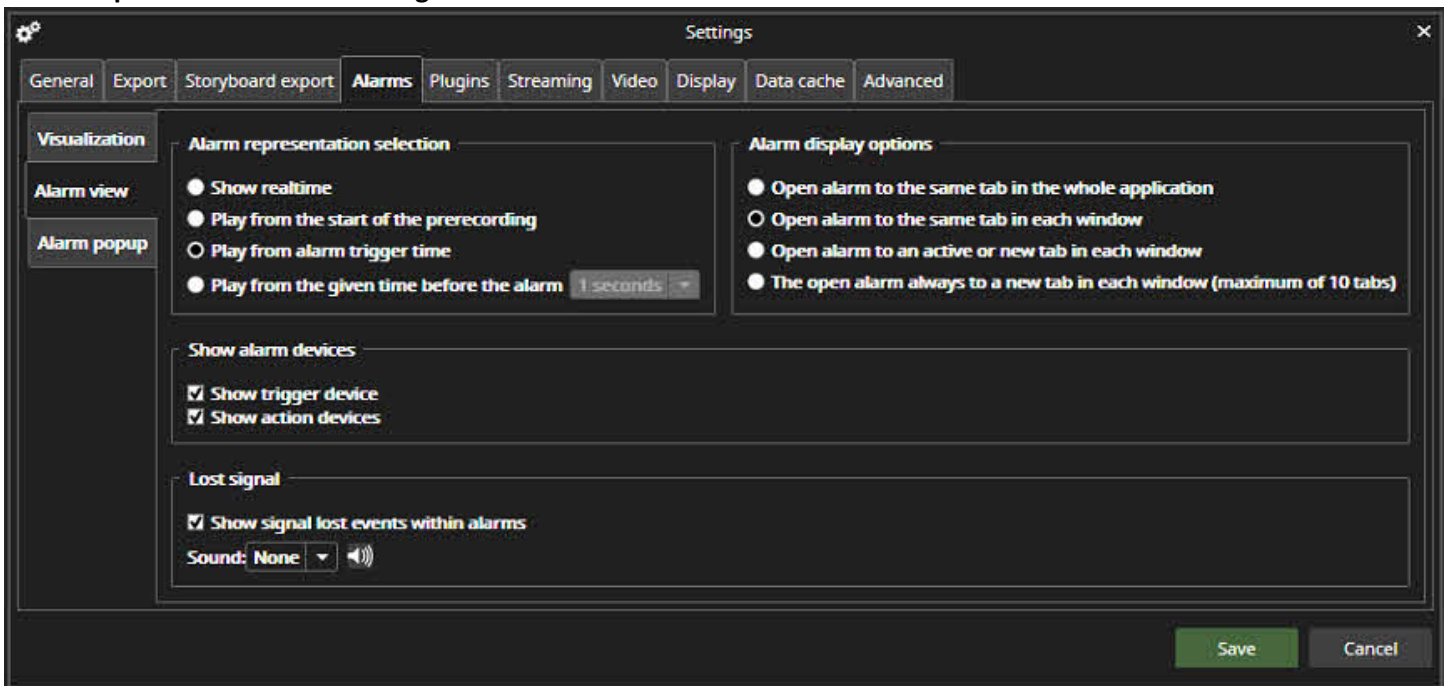 Settings
General Export Storyboard export Alarms Plugins Streaming Video Display Data cache Advanced
Visualization
Alarm view
Alarm popup
Alarm representation selection
Show realtime
Play from the start of the prerecording
Play from alarm trigger time
Play from the given time before the alarm 1 seconds
Alarm display options
Open alarm to the same tab in the whole application
Open alarm to the same tab in each window
Open alarm to an active or new tab in each window
The open alarm always to a new tab in each window (maximum of 10 tabs)
Show alarm devices
Show trigger device
Show action devices
Lost signal
Show signal lost events within alarms
Sound: None
Save Cancel